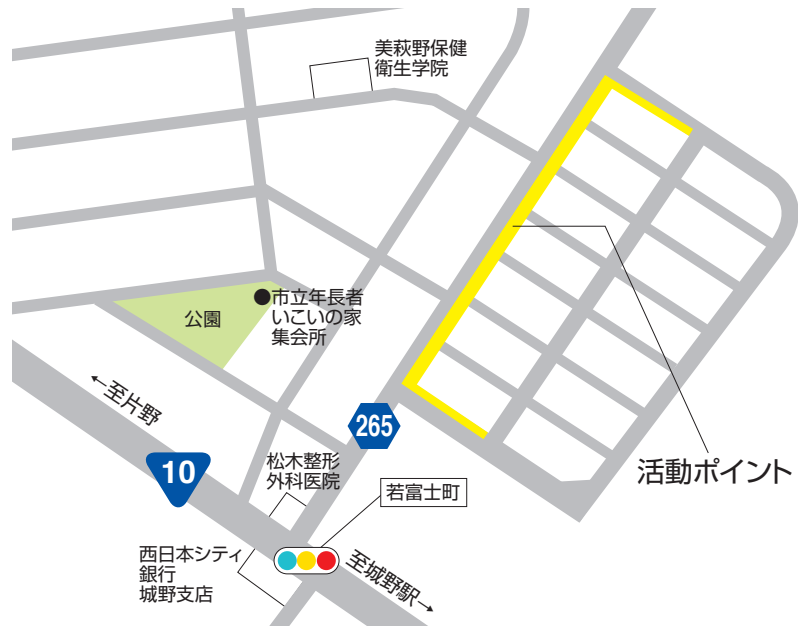 美萩野保健
衛生学院
●市立年長者
いこいの家
集会所
公園
←至片野
265
10
松木整形
外科医院
活動ポイント
若富士町
西日本シティ
銀行
城野支店
至城野駅→